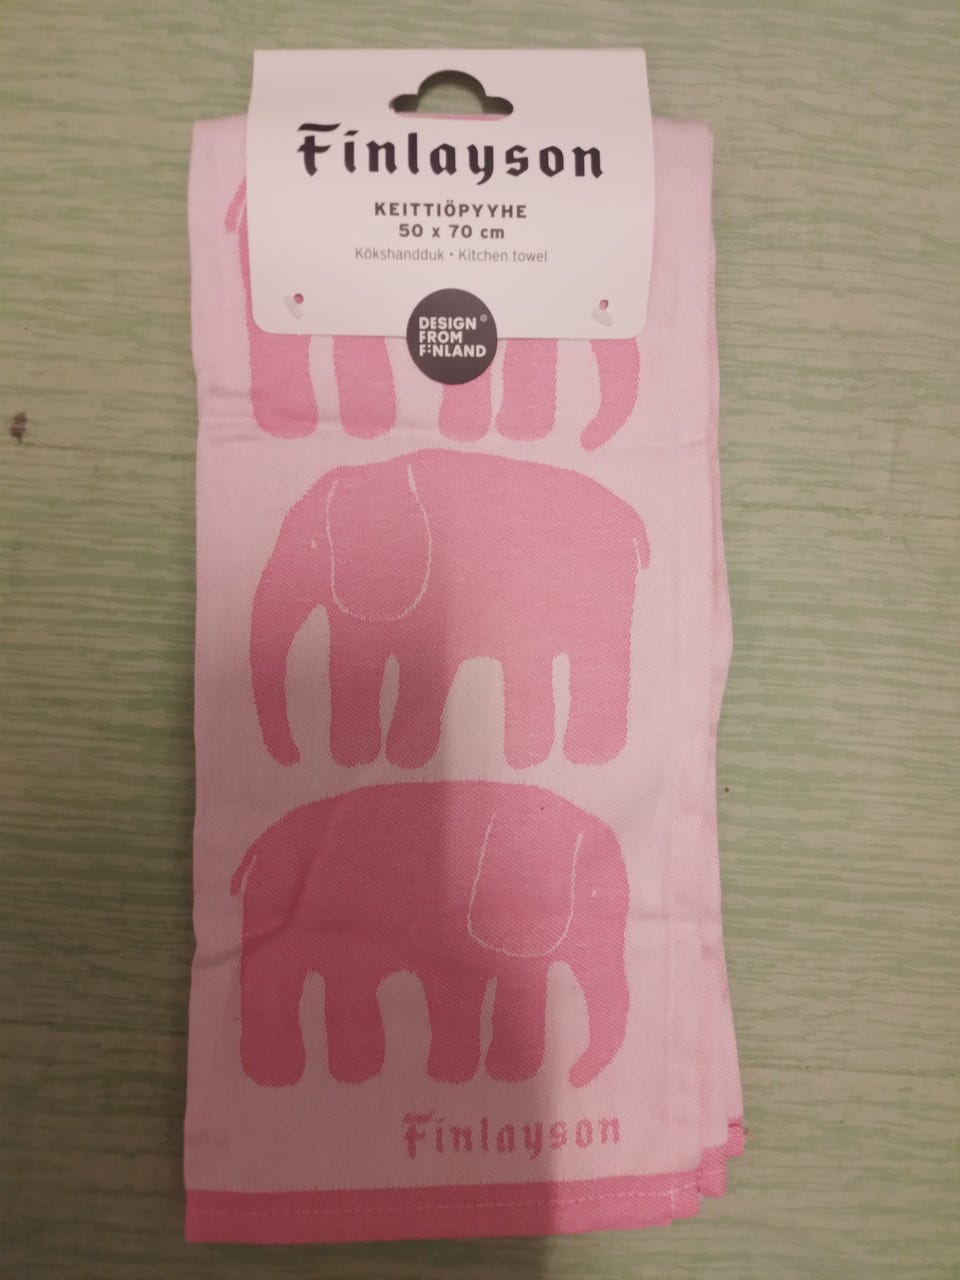 Finlayson
KEITTIÖPYYHE
50 x 70 cm
Kökshandduk • Kitchen towel
DESIGN ®
FROM
FINLAND
Finlayson